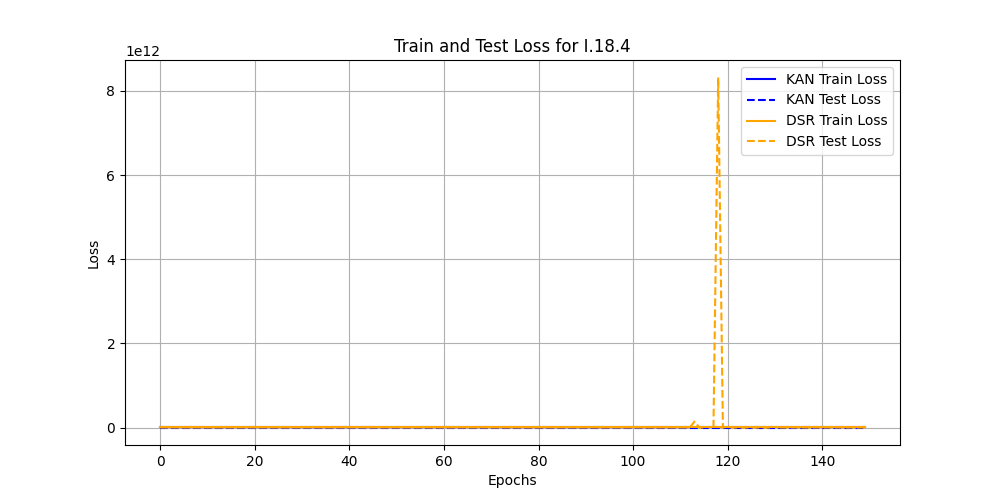 Train and Test Loss for I.18.4
1e12
8
6
4
2
0
Loss
0 20 40 60 80 100 120 140
Epochs
KAN Train Loss
KAN Test Loss
DSR Train Loss
DSR Test Loss